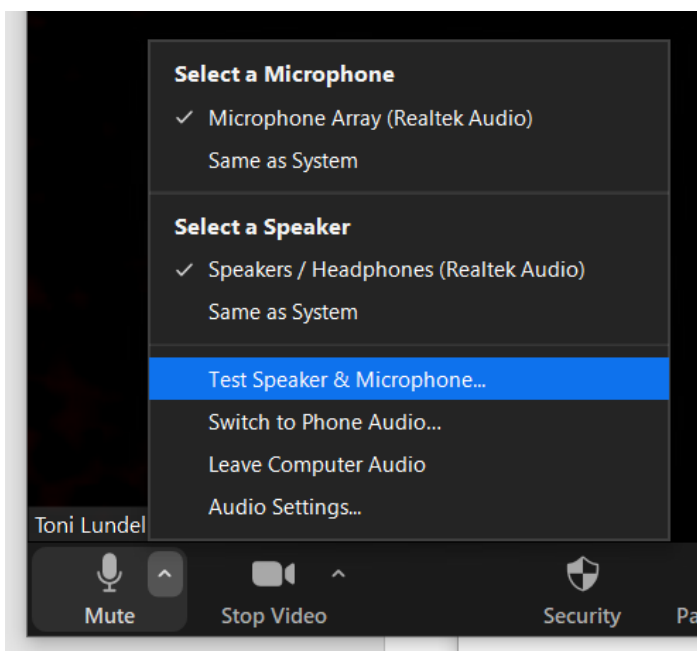 Select a Microphone
Microphone Array (Realtek Audio)
Same as System
Select a Speaker
Speakers / Headphones (Realtek Audio)
Same as System
Test Speaker & Microphone...
Switch to Phone Audio...
Leave Computer Audio
Audio Settings...
Toni Lundel
Mute
Stop Video
Security
Pa